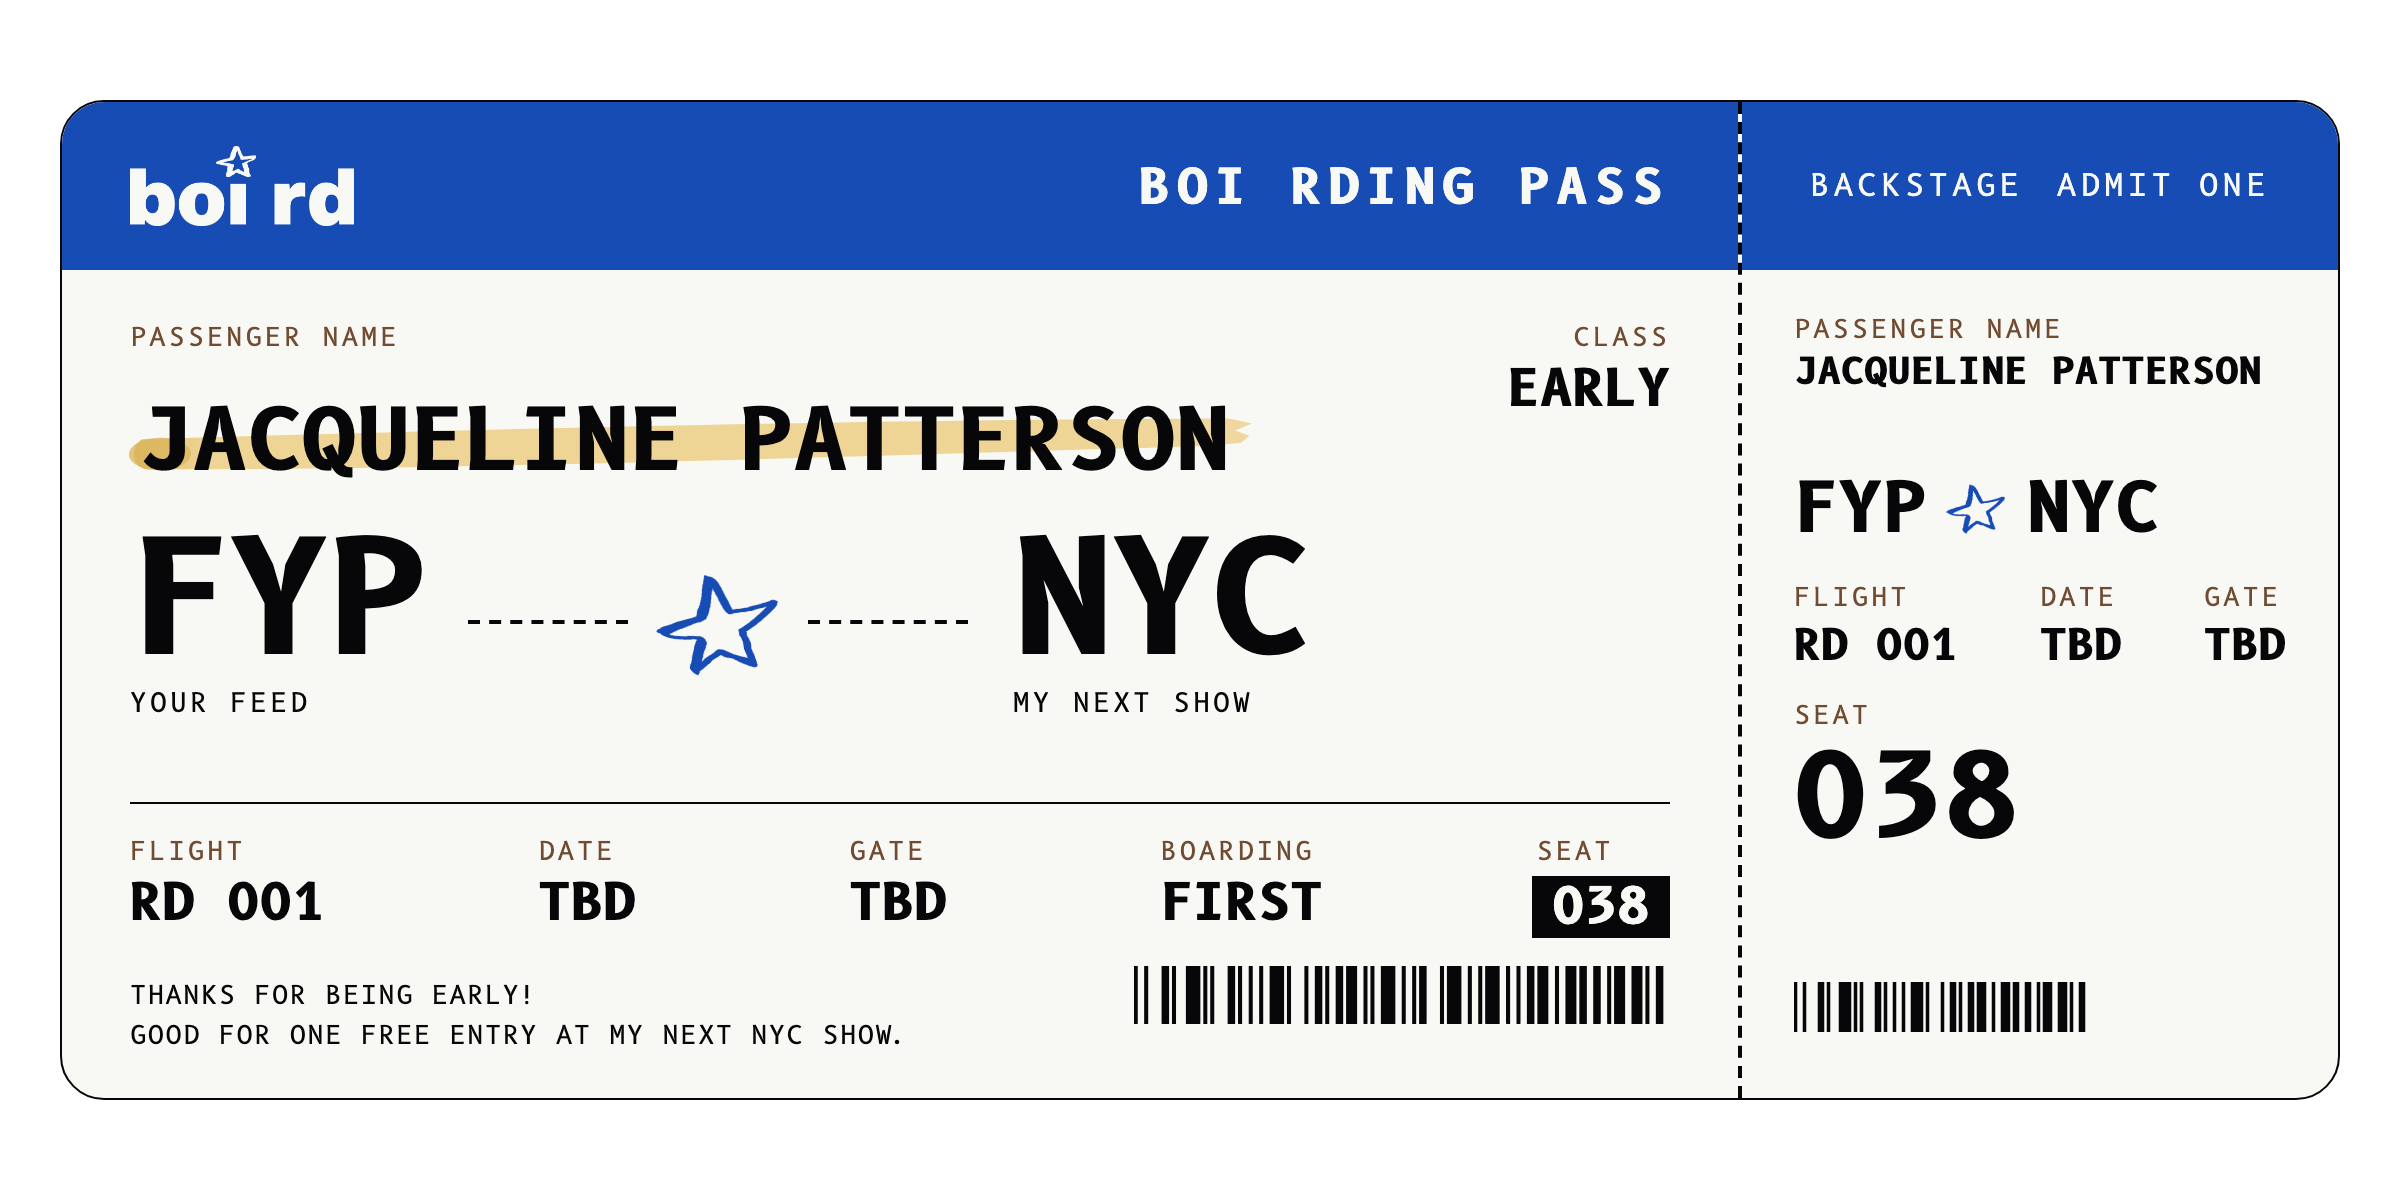 boi rd
BOI RDING PASS
PASSENGER NAME
JACQUELINE PATTERSON
CLASS
EARLY
FYP
NYC
YOUR FEED
MY NEXT SHOW
FLIGHT
RD 001
DATE
TBD
GATE
TBD
BOARDING
FIRST
SEAT
038
THANKS FOR BEING EARLY!
GOOD FOR ONE FREE ENTRY AT MY NEXT NYC SHOW.
BACKSTAGE ADMIT ONE
PASSENGER NAME
JACQUELINE PATTERSON
FYP NYC
FLIGHT
RD 001
DATE
TBD
GATE
TBD
SEAT
038